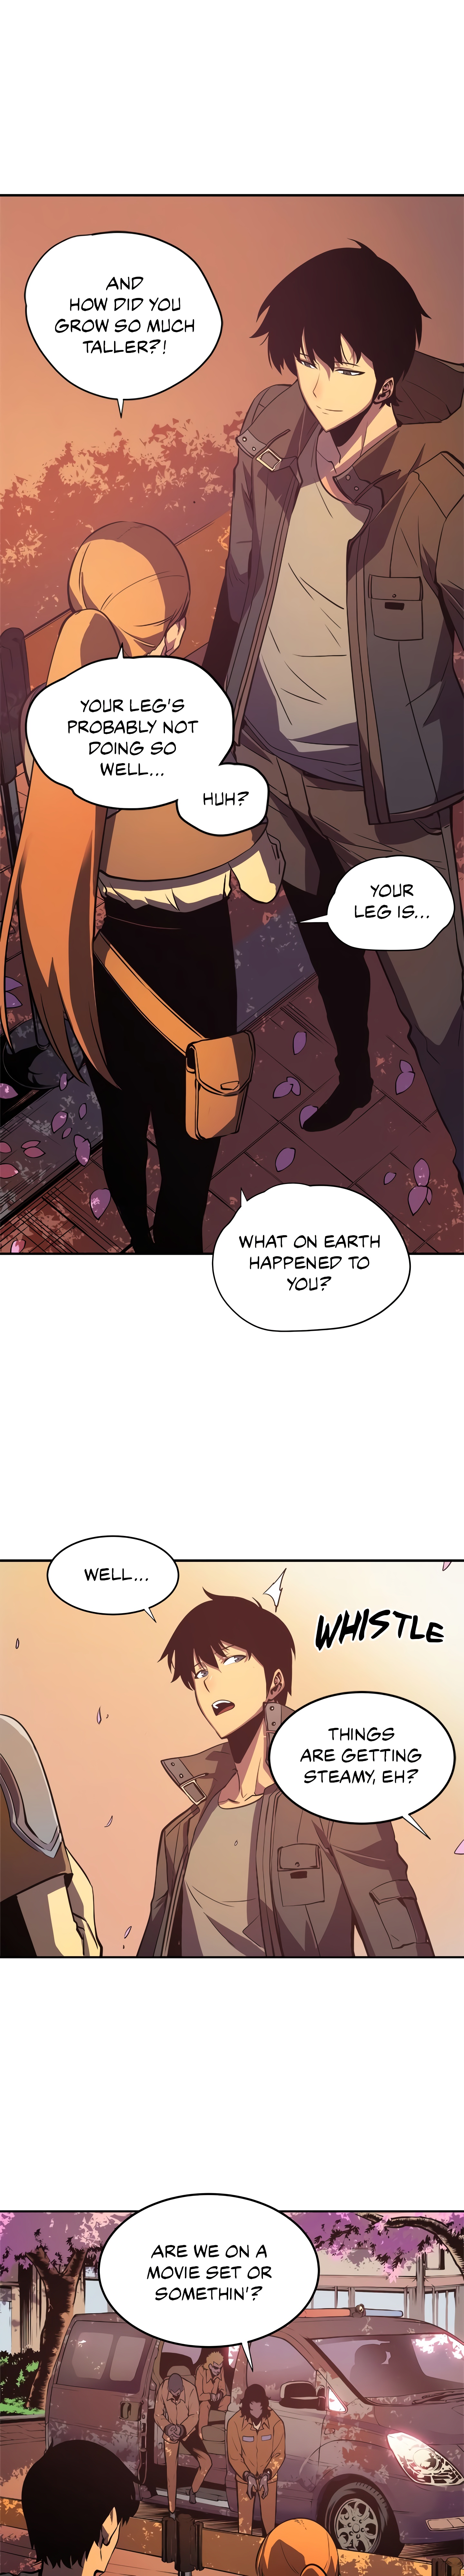 AND
HOW DID YOU
GROW SO MUCH
TALLER?!
YOUR LEG'S
PROBABLY NOT
DOING SO
WELL...
HUH?
YOUR
LEG IS...
WHAT ON EARTH
HAPPENED TO
YOU?
WELL...
WHISTLE
THINGS
ARE GETTING
STEAMY, EH?
ARE WE ON A
MOVIE SET OR
SOMETHIN'?